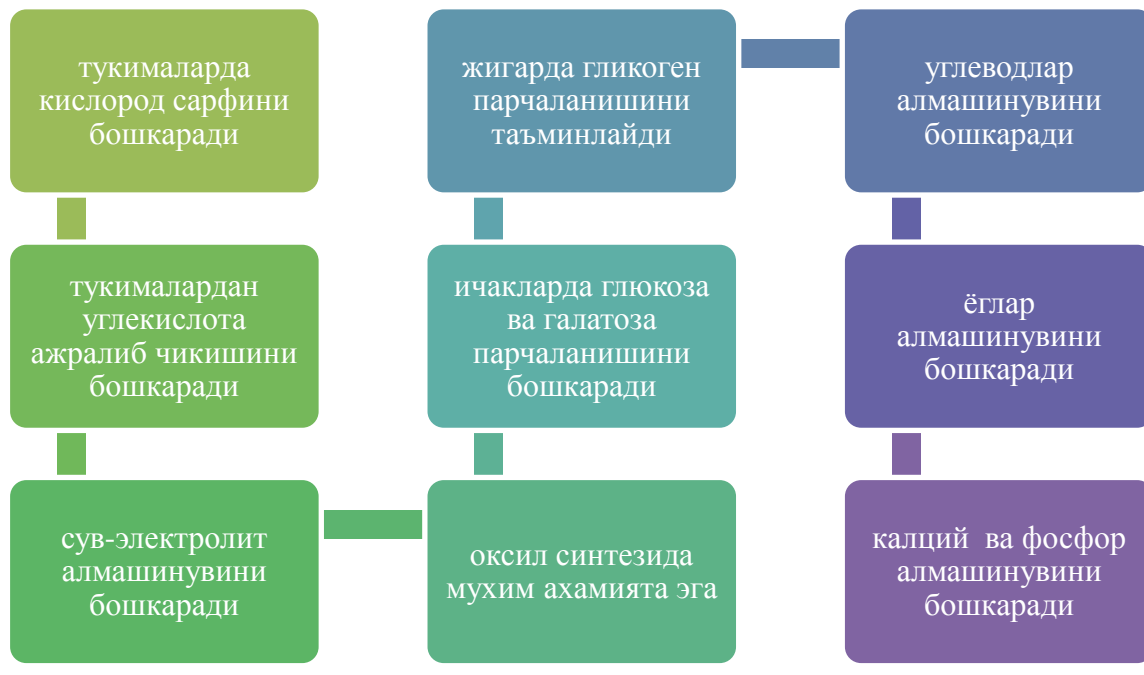 тукималарда
кислород сарфини
бошкаради
тукималардан
углекислота
ажралиб чикишини
бошкаради
сув-электролит
алмашинувини
бошкаради
оксил синтезида
мухим ахамията эга
ичакларда глюкоза
ва галатоза
парчаланишини
бошкаради
жигарда гликоген
парчаланишини
таъминлайди
углеводлар
алмашинувини
бошкаради
ёглар
алмашинувини
бошкаради
калций ва фосфор
алмашинувини
бошкаради